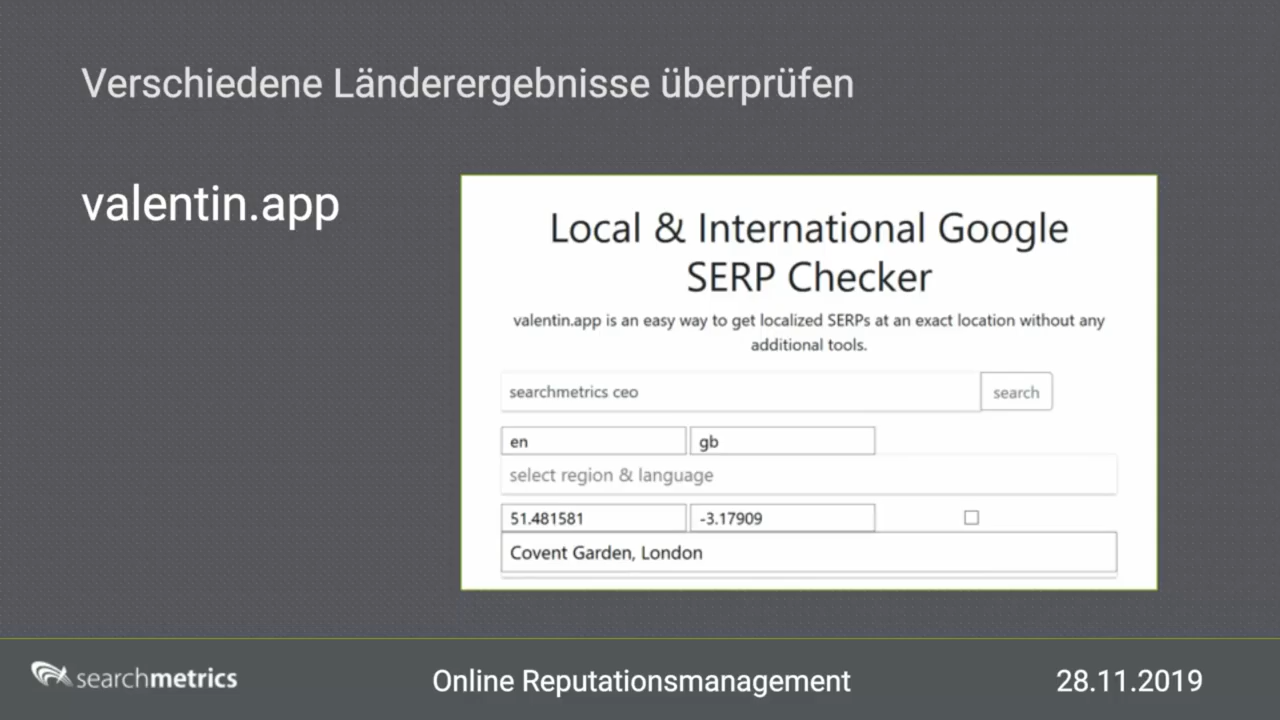 Verschiedene Länderergebnisse überprüfen
valentin.app
Local & International Google
SERP Checker
valentin.app is an easy way to get localized SERPs at an exact location without any
additional tools.
searchmetrics ceo
search
en
gb
select region & language
51.481581
-3.17909
Covent Garden, London
searchmetrics
Online Reputationsmanagement
28.11.2019